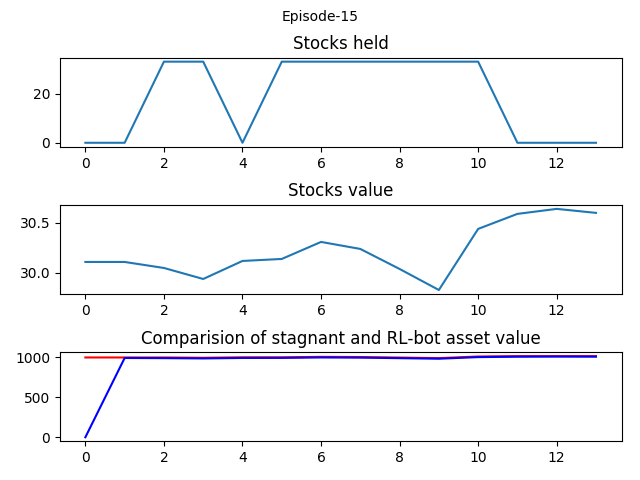 Episode-15
Stocks held
20
0
0 2 4 6 8 10 12
Stocks value
30.5
30.0
0 2 4 6 8 10 12
Comparision of stagnant and RL-bot asset value
1000
500
0
0 2 4 6 8 10 12